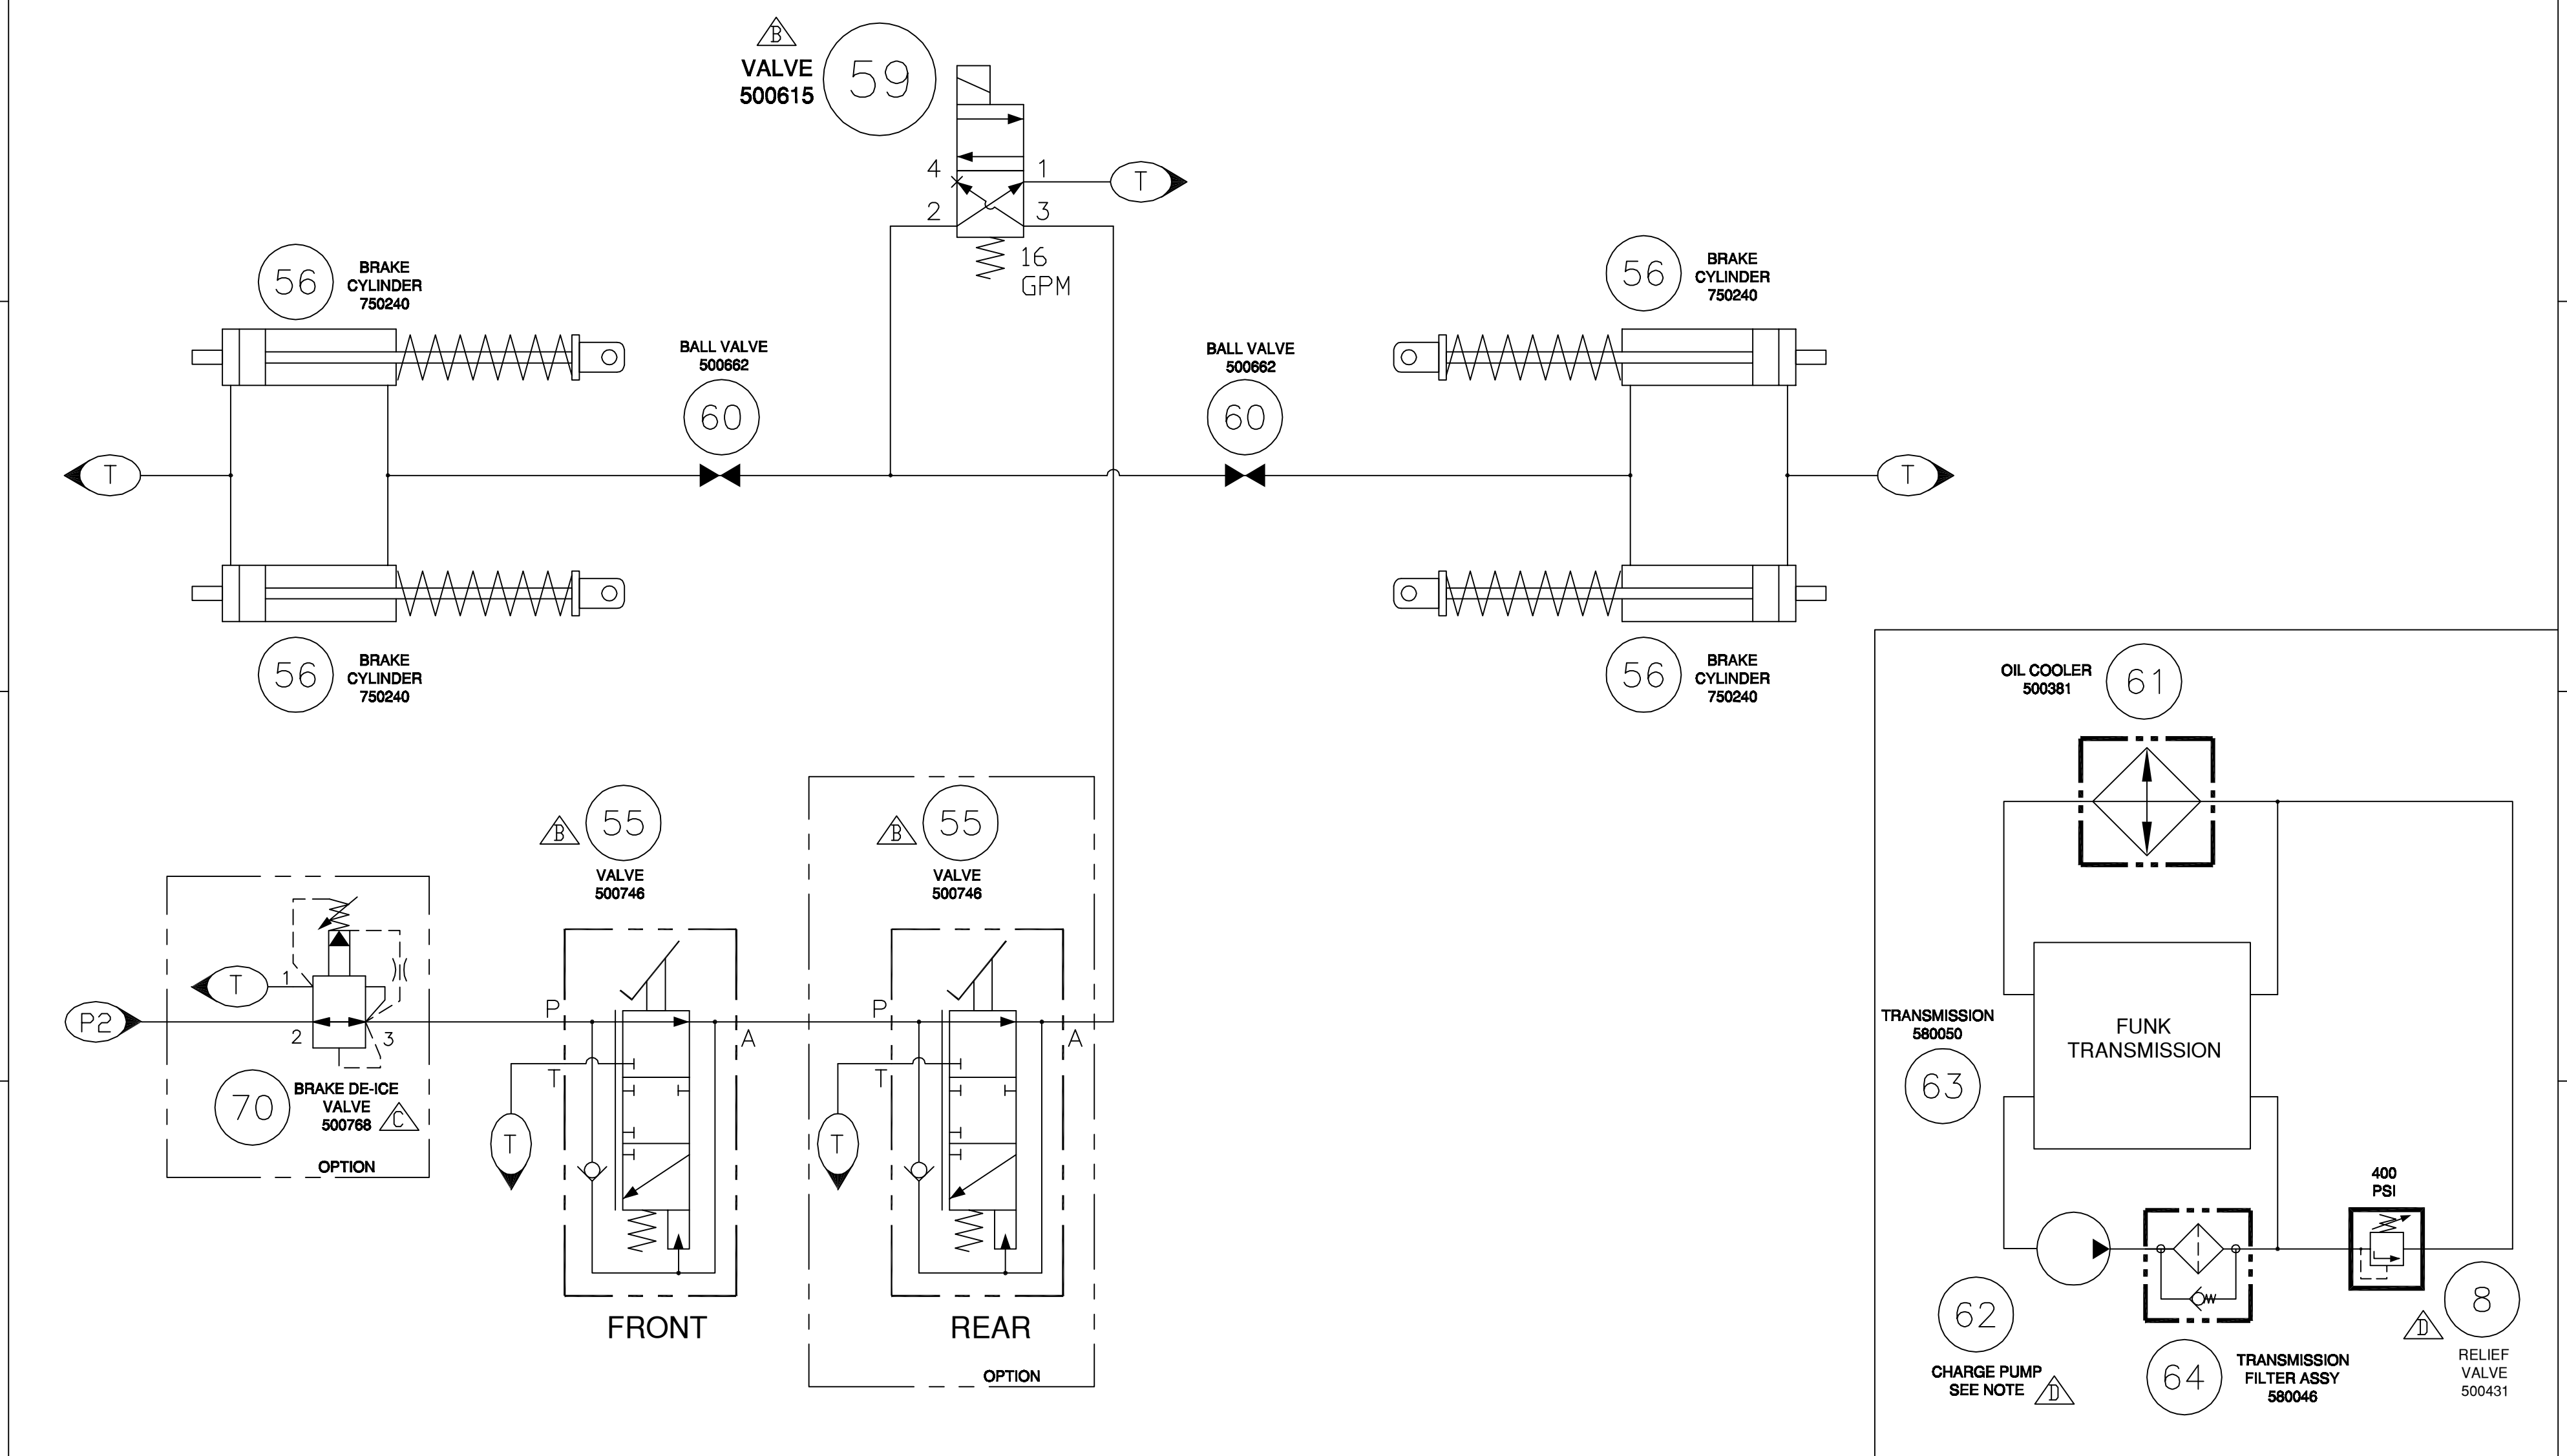 B
VALVE
500615
59
4
1
T
2
3
16
GPM
56
BRAKE
CYLINDER
750240
56
BRAKE
CYLINDER
750240
BALL VALVE
500662
60
BALL VALVE
500662
60
T
T
56
BRAKE
CYLINDER
750240
56
BRAKE
CYLINDER
750240
OIL COOLER
500381
61
B
55
VALVE
500746
B
55
VALVE
500746
P2
T
1
2
3
70
BRAKE DE-ICE
VALVE
500768
C
OPTION
P
A
T
T
FRONT
P
A
T
T
REAR
OPTION
TRANSMISSION
580050
63
FUNK
TRANSMISSION
400
PSI
62
CHARGE PUMP
SEE NOTE
D
64
TRANSMISSION
FILTER ASSY
580046
D
8
RELIEF
VALVE
500431